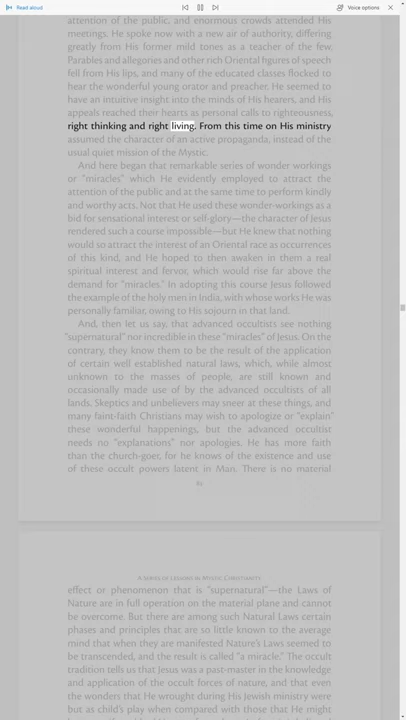 Read aloud
Voice options
attention of the public, and enormous crowds attended His
meetings. He spoke now with a new air of authority, differing
greatly from His former mild tones as a teacher of the few.
Parables and allegories and other rich Oriental figures of speech
fell from His lips, and many of the educated classes flocked to
hear the wonderful young orator and preacher. He seemed to
have an intuitive insight into the minds of His hearers, and His
appeals reached their hearts as personal calls to righteousness,
right thinking and right living. From this time on His ministry
assumed the character of an active propaganda, instead of the
usual quiet mission of the Mystic.
And here began that remarkable series of wonder workings
or “miracles” which He evidently employed to attract the
attention of the public and at the same time to perform kindly
and worthy acts. Not that He used these wonder-workings as a
bid for sensational interest or self-glory—the character of Jesus
rendered such a course impossible—but He knew that nothing
would so attract the interest of an Oriental race as occurrences
of this kind, and He hoped to then awaken in them a real
spiritual interest and fervor, which would rise far above the
demand for “miracles.” In adopting this course Jesus followed
the example of the holy men in India, with whose works He was
personally familiar, owing to His sojourn in that land.
And, then let us say, that advanced occultists see nothing
“supernatural” nor incredible in these “miracles” of Jesus. On the
contrary, they know them to be the result of the application
of certain well established natural laws, which, while almost
unknown to the masses of people, are still known and
occasionally made use of by the advanced occultists of all
lands. Skeptics and unbelievers may sneer at these things, and
many faint-faith Christians may wish to apologize or “explain”
these wonderful happenings, but the advanced occultist
needs no “explanations” nor apologies. He has more faith
than the church-goer, for he knows of the existence and use
of these occult powers latent in Man. There is no material
A Series of Lessons in Mystic Christianity
effect or phenomenon that is “supernatural”—the Laws of
Nature are in full operation on the material plane and cannot
be overcome. But there are among such Natural Laws certain
phases and principles that are so little known to the average
mind that when they are manifested Nature’s Laws seemed to
be transcended, and the result is called “a miracle.” The occult
tradition tells us that Jesus was a past-master in the knowledge
and application of the occult forces of nature, and that even
the wonders that He wrought during His Jewish ministry were
but as child’s play when compared with those that He might